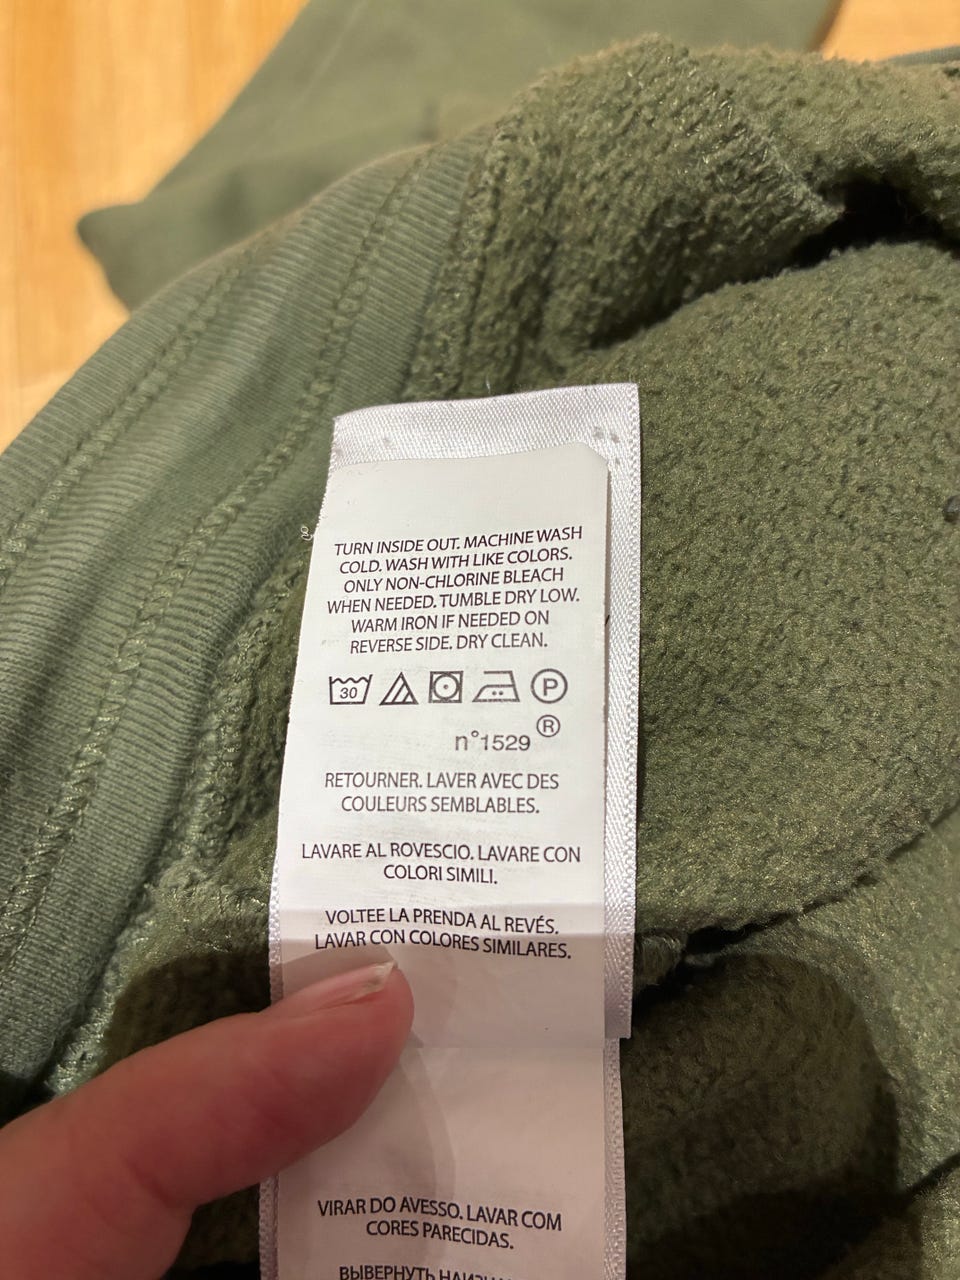 TURN INSIDE OUT. MACHINE WASH
COLD. WASH WITH LIKE COLORS.
ONLY NON-CHLORINE BLEACH
WHEN NEEDED. TUMBLE DRY LOW.
WARM IRON IF NEEDED ON
REVERSE SIDE. DRY CLEAN.
30 P
®
n°1529
RETOURNER. LAVER AVEC DES
COULEURS SEMBLABLES.
LAVARE AL ROVESCIO. LAVARE CON
COLORI SIMILI.
VOLTEE LA PRENDA AL REVÉS.
LAVAR CON COLORES SIMILARES.
VIRAR DO AVESSO. LAVAR COM
CORES PARECIDAS.
ВЫВЕРНУТЬ